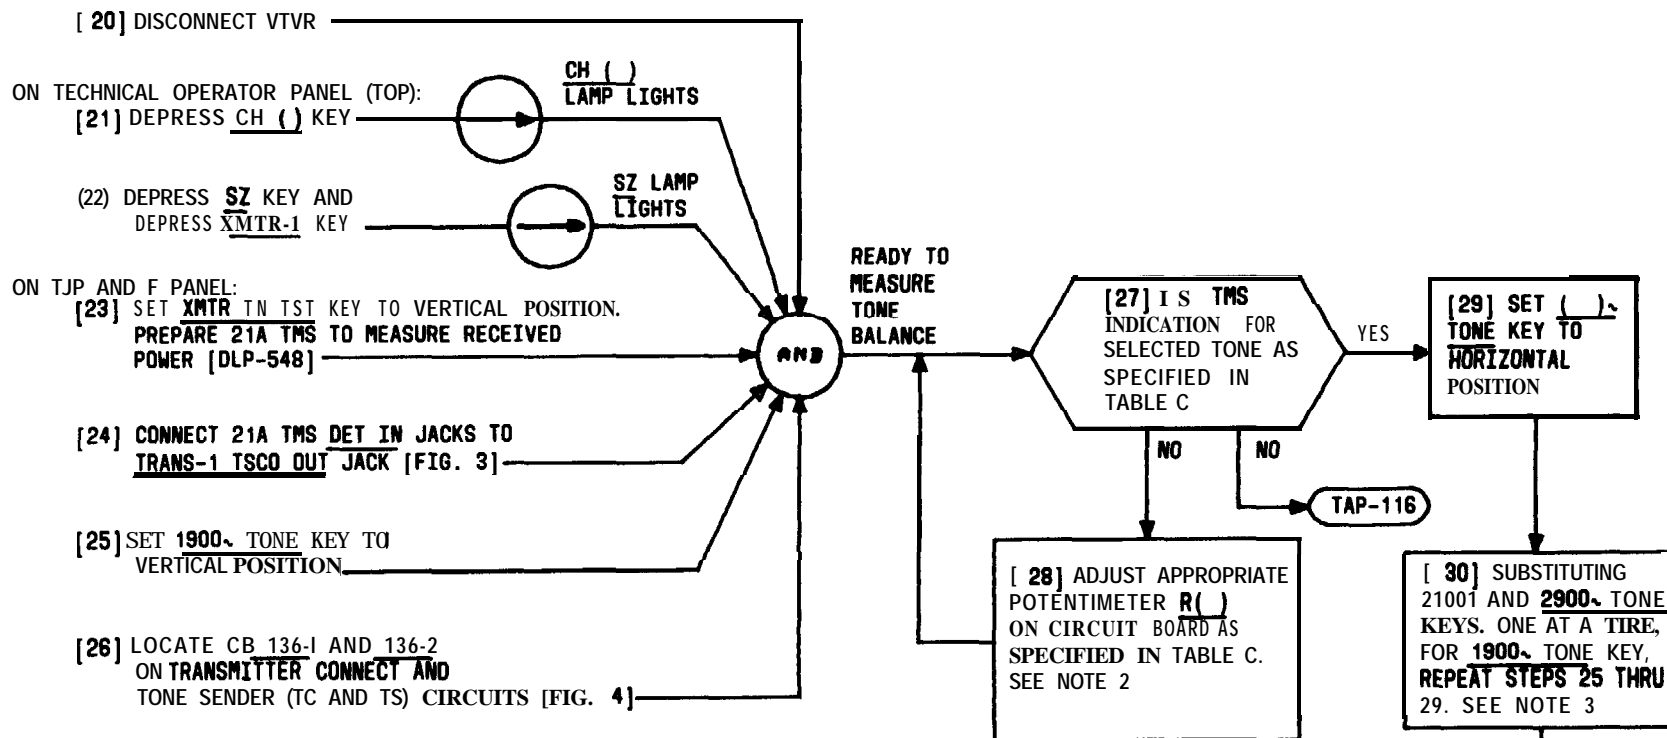 [ 20] DISCONNECT VTVR
CH ( )
LAMP LIGHTS
ON TECHNICAL OPERATOR PANEL (TOP):
[21] DEPRESS CH () KEY
(22) DEPRESS SZ KEY AND
DEPRESS XMTR-1 KEY
SZ LAMP
LIGHTS
ON TJP AND F PANEL:
[23] SET XMTR TN TST KEY TO VERTICAL POSITION.
PREPARE 21A TMS TO MEASURE RECEIVED
POWER [DLP-548]
[24] CONNECT 21A TMS DET IN JACKS TO
TRANS-1 TSCO OUT JACK [FIG. 3]
[25] SET 1900~ TONE KEY TO
VERTICAL POSITION
[26] LOCATE CB 136-I AND 136-2
ON TRANSMITTER CONNECT AND
TONE SENDER (TC AND TS) CIRCUITS [FIG. 4]
AND
READY TO
MEASURE
TONE
BALANCE
[27] I S TMS
INDICATION FOR
SELECTED TONE AS
SPECIFIED IN
TABLE C
YES
NO
NO
TAP-116
[ 28] ADJUST APPROPRIATE
POTENTIMETER R( )
ON CIRCUIT BOARD AS
SPECIFIED IN TABLE C.
SEE NOTE 2
[29] SET ( )~
TONE KEY TO
HORIZONTAL
POSITION
[ 30] SUBSTITUTING
21001 AND 2900~ TONE
KEYS. ONE AT A TIRE,
FOR 1900~ TONE KEY,
REPEAT STEPS 25 THRU
29. SEE NOTE 3